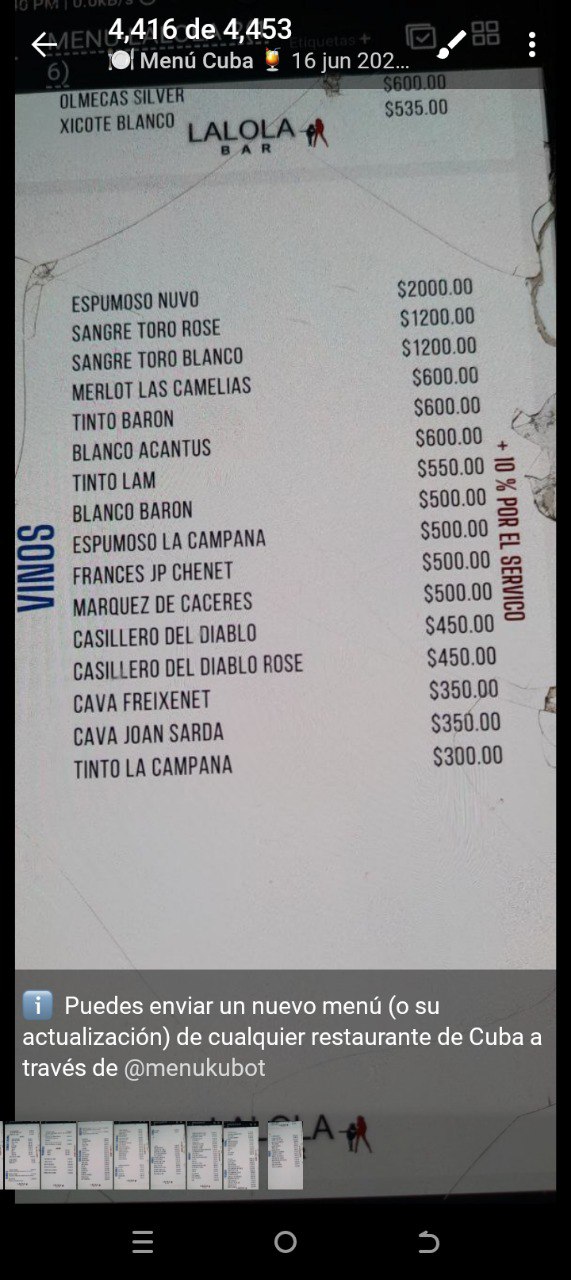 4,416 de 4,453
🍽 Menú Cuba 🍹 16 jun 202...
6)
OLMECAS SILVER $600.00
XICOTE BLANCO $535.00
LALOLA
BAR
ESPUMOSO NUVO $2000.00
SANGRE TORO ROSE $1200.00
SANGRE TORO BLANCO $1200.00
MERLOT LAS CAMELIAS $600.00
TINTO BARON $600.00
BLANCO ACANTUS $600.00
TINTO LAM $550.00
BLANCO BARON $500.00
ESPUMOSO LA CAMPANA $500.00
FRANCES JP CHENET $500.00
MARQUEZ DE CACERES $500.00
CASILLERO DEL DIABLO $450.00
CASILLERO DEL DIABLO ROSE $450.00
CAVA FREIXENET $350.00
CAVA JOAN SARDA $350.00
TINTO LA CAMPANA $300.00
VINOS
+ 10 % POR EL SERVICO
ℹ️ Puedes enviar un nuevo menú (o su
actualización) de cualquier restaurante de Cuba a
través de @menukubot
LALOLA